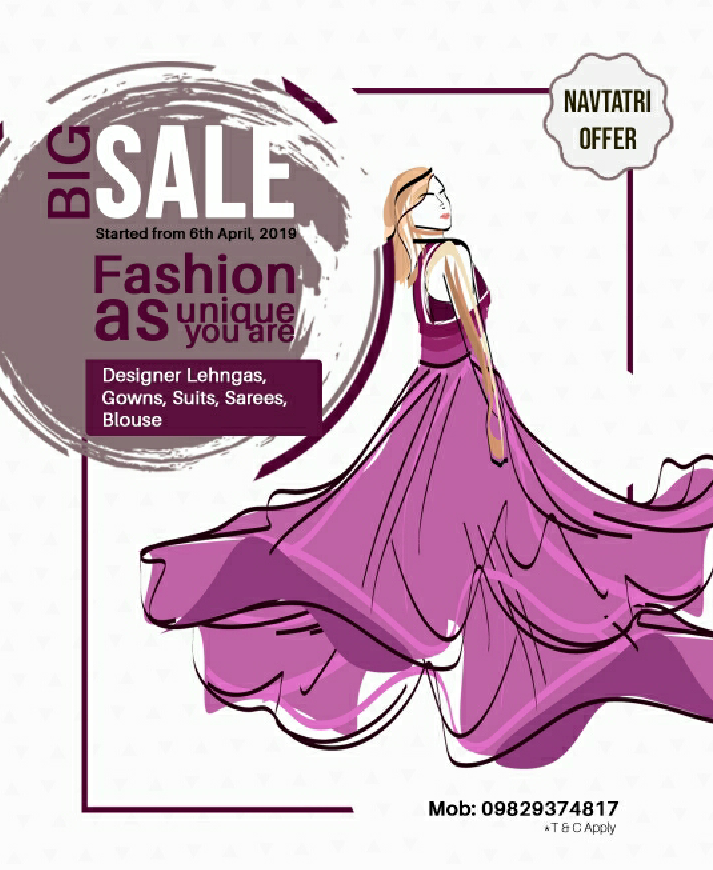 NAVTATRI
OFFER
BIG
SALE
Started from 6th April, 2019
Fashion
as unique
you are
Designer Lehngas,
Gowns, Suits, Sarees,
Blouse
Mob: 09829374817
*T & C Apply